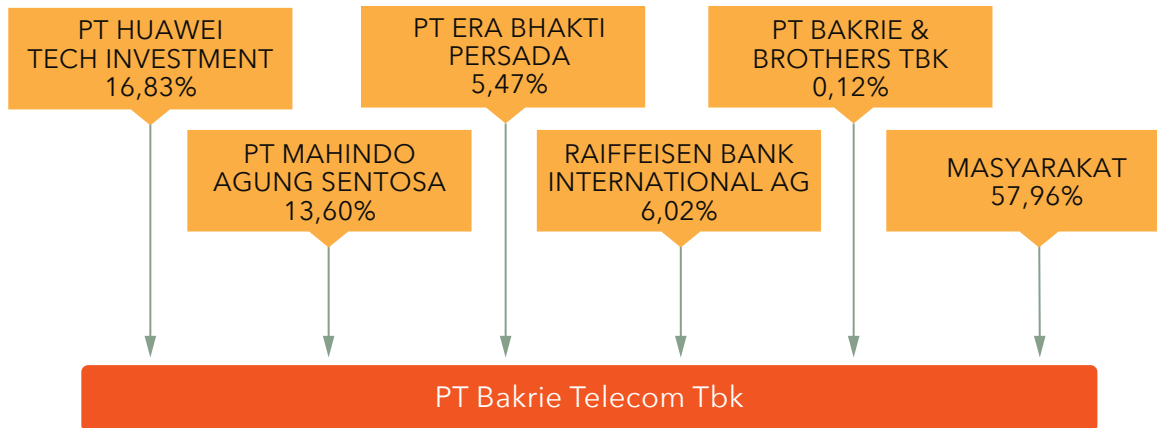 PT HUAWEI
TECH INVESTMENT
16,83%
PT MAHINDO
AGUNG SENTOSA
13,60%
PT ERA BHAKTI
PERSADA
5,47%
RAIFFEISEN BANK
INTERNATIONAL AG
6,02%
PT BAKRIE &
BROTHERS TBK
0,12%
MASYARAKAT
57,96%
PT Bakrie Telecom Tbk